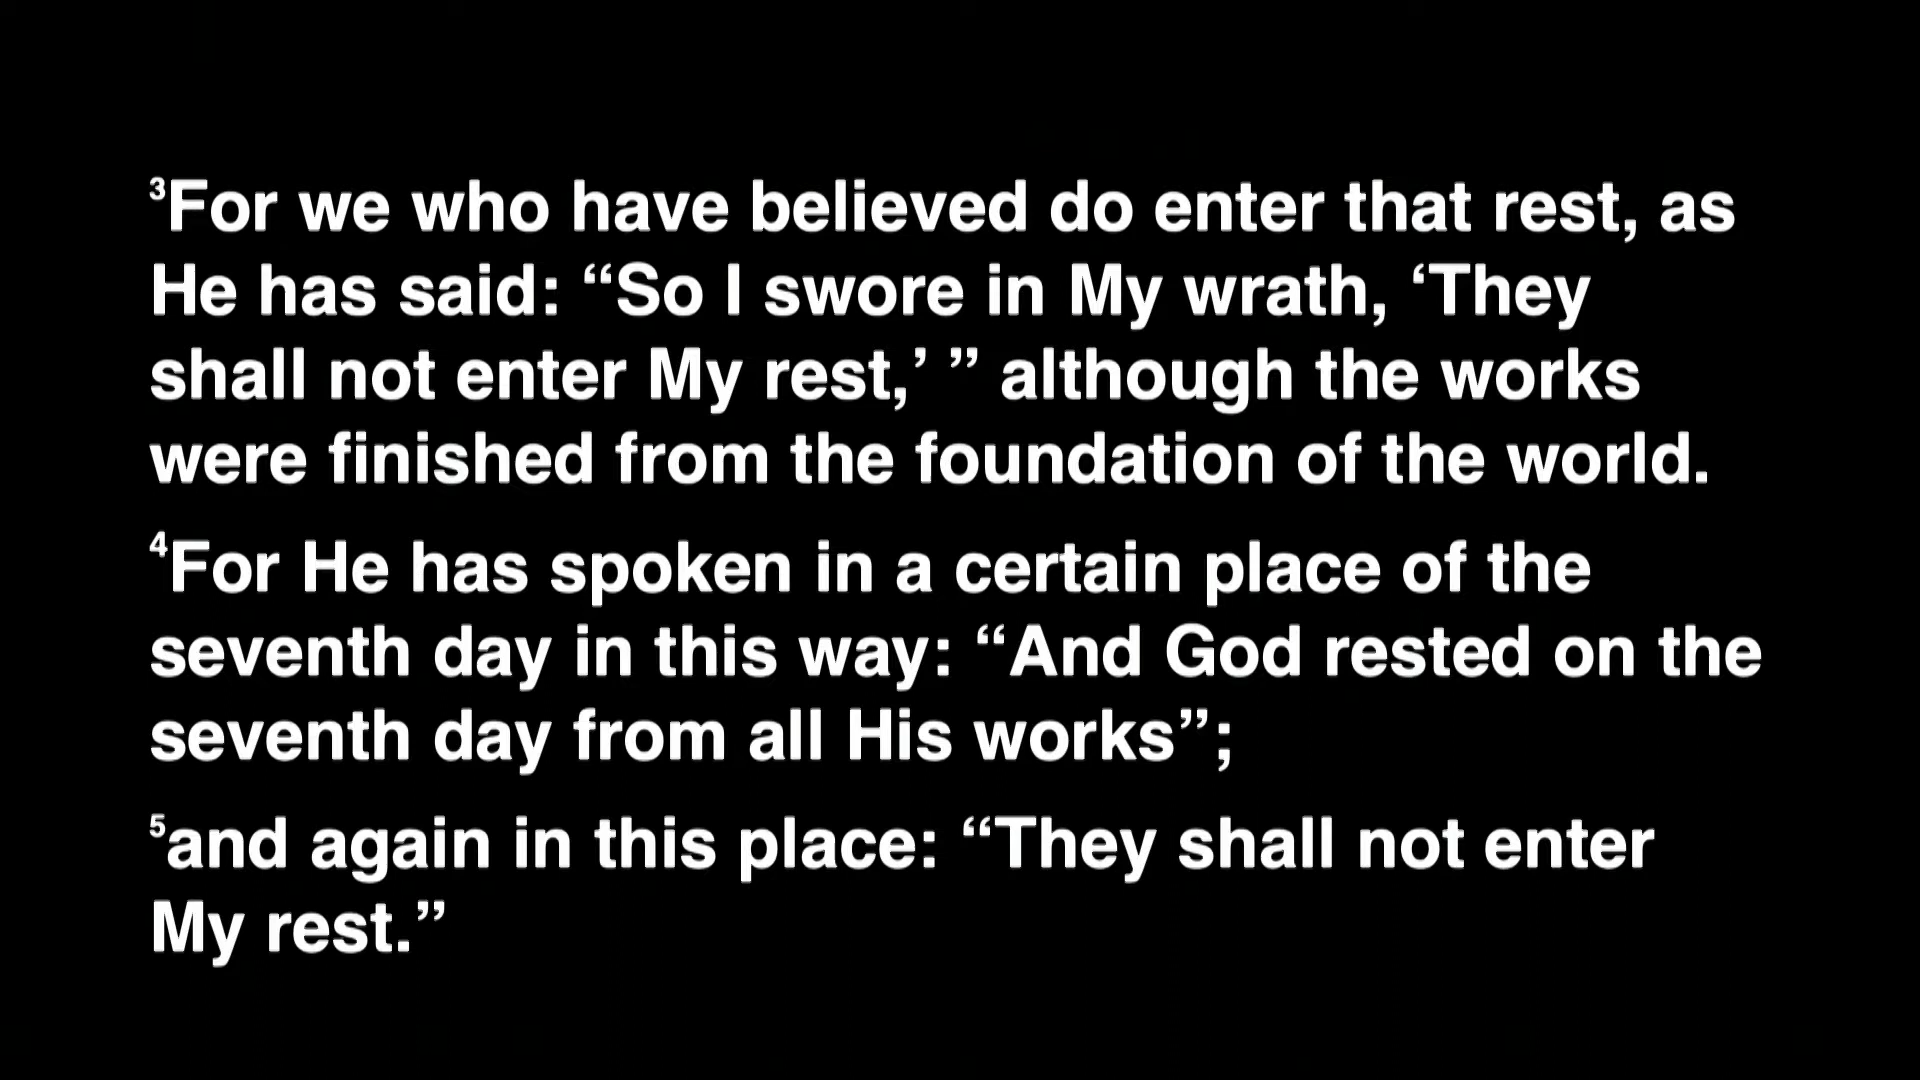 ³For we who have believed do enter that rest, as
He has said: “So I swore in My wrath, ‘They
shall not enter My rest,’ ” although the works
were finished from the foundation of the world.
⁴For He has spoken in a certain place of the
seventh day in this way: “And God rested on the
seventh day from all His works”;
⁵and again in this place: “They shall not enter
My rest.”